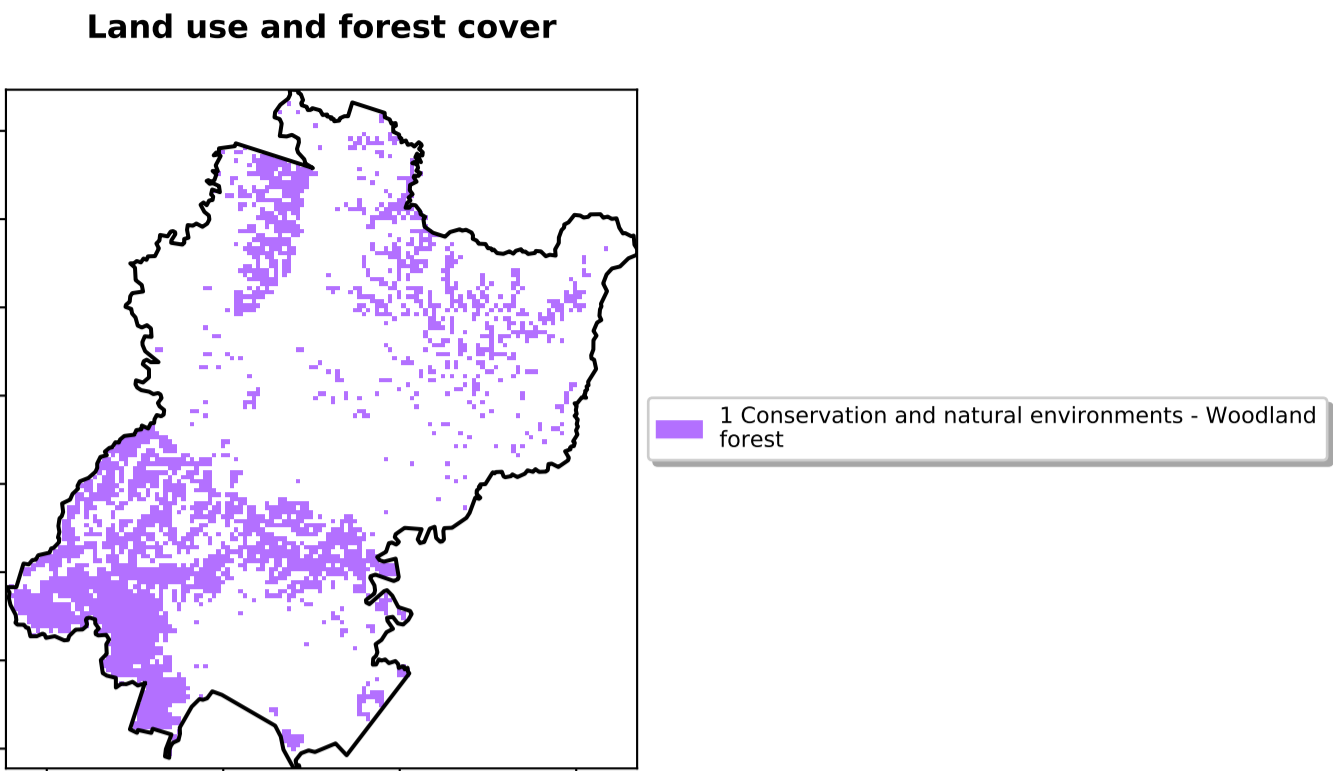 Land use and forest cover
1 Conservation and natural environments - Woodland
forest